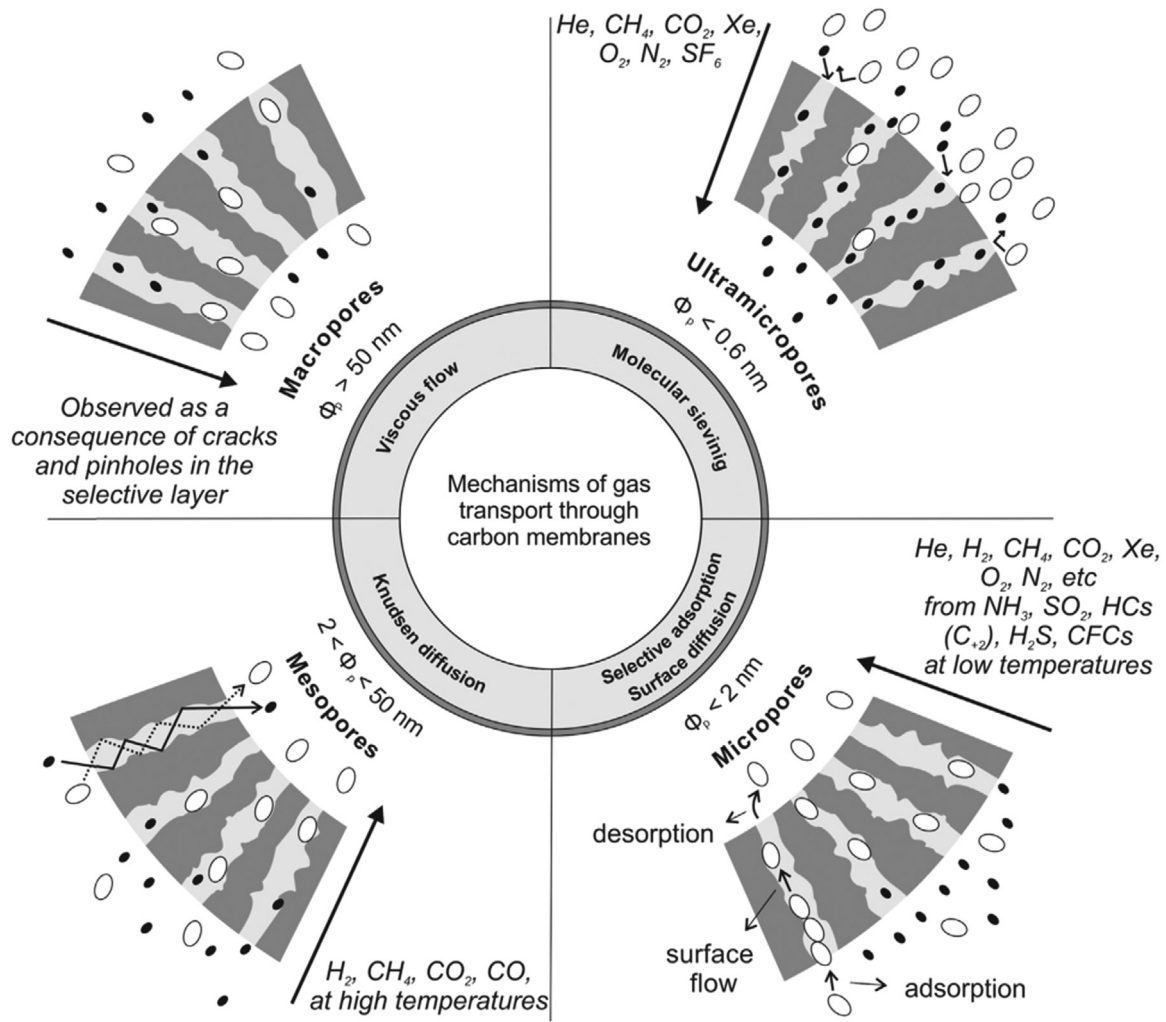 He, CH₄, CO₂, Xe,
O₂, N₂, SF₆
Macropores
Φₚ > 50 nm
Viscous flow
Observed as a
consequence of cracks
and pinholes in the
selective layer
Ultramicropores
Φₚ < 0.6 nm
Molecular sievinig
Mechanisms of gas
transport through
carbon membranes
Knudsen diffusion
2 < Φₚ < 50 nm
Mesopores
H₂, CH₄, CO₂, CO,
at high temperatures
Selective adsorption
Surface diffusion
Φₚ < 2 nm
Micropores
He, H₂, CH₄, CO₂, Xe,
O₂, N₂, etc
from NH₃, SO₂, HCs
(C₊₂), H₂S, CFCs
at low temperatures
desorption
surface
flow
adsorption